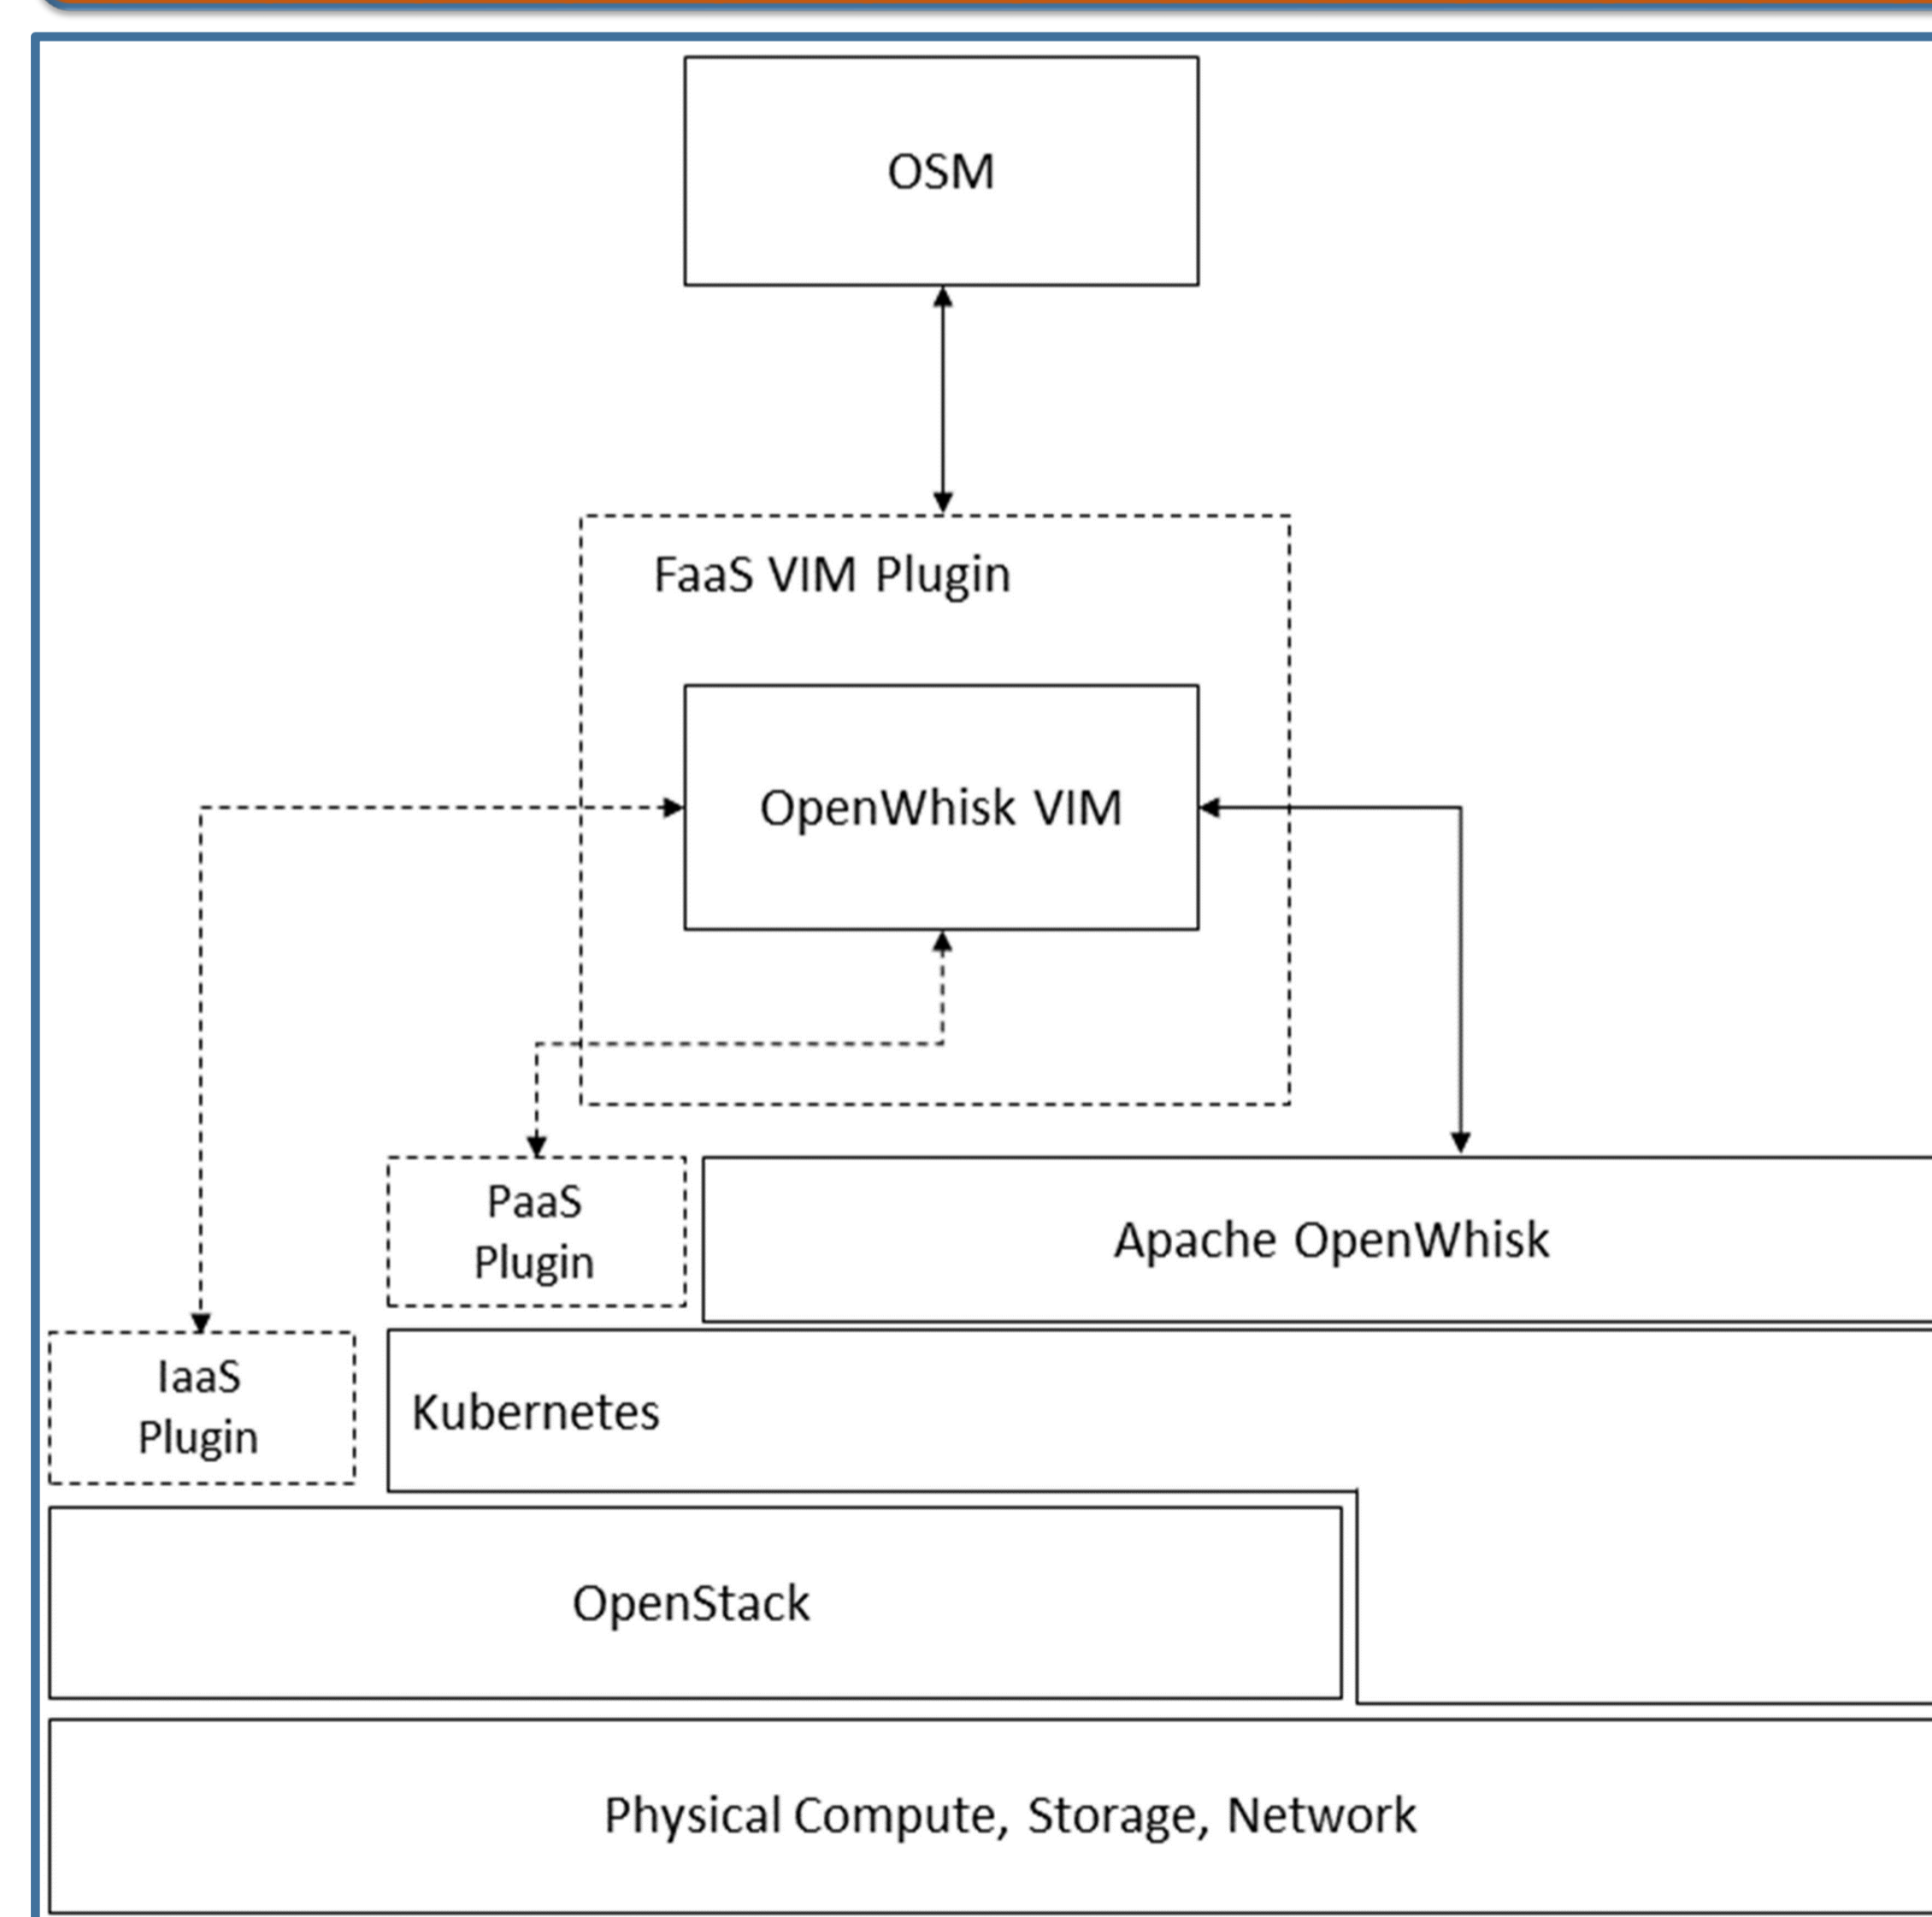 OSM
FaaS VIM Plugin
OpenWhisk VIM
PaaS
Plugin
Apache OpenWhisk
IaaS
Plugin
Kubernetes
OpenStack
Physical Compute, Storage, Network